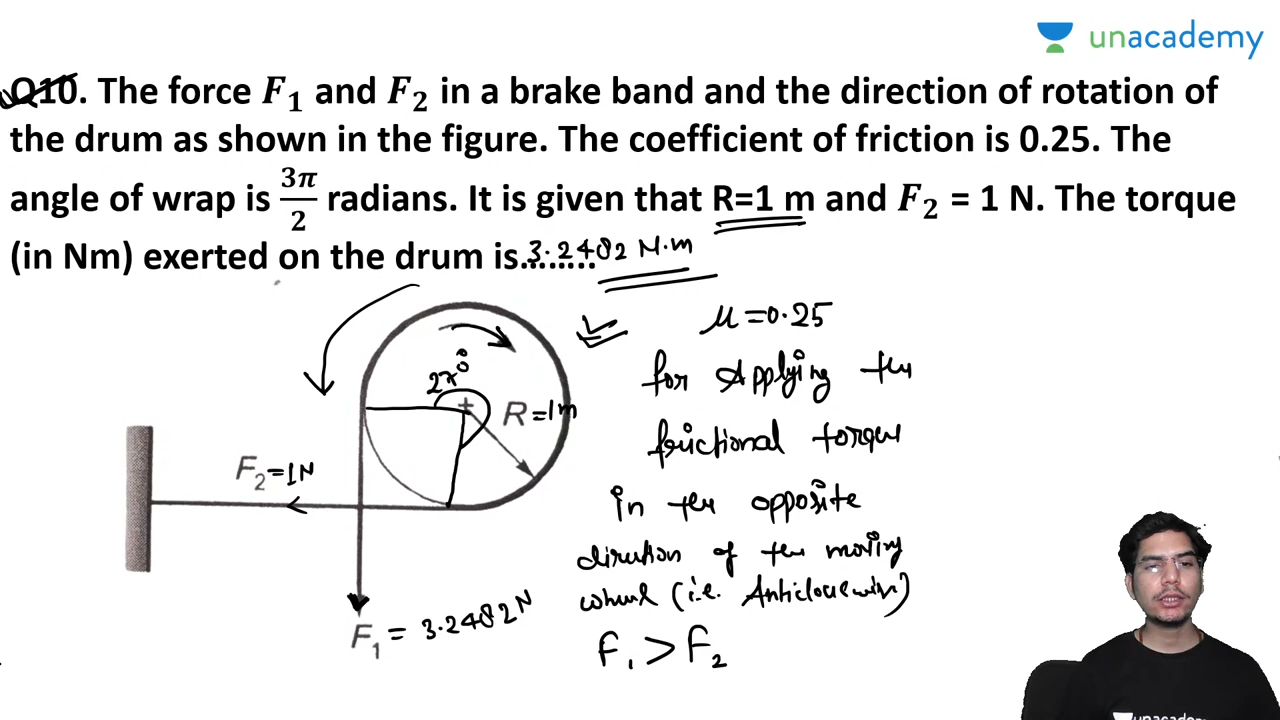 unacademy
Q10. The force F₁ and F₂ in a brake band and the direction of rotation of
the drum as shown in the figure. The coefficient of friction is 0.25. The
angle of wrap is 3π/2 radians. It is given that R=1 m and F₂ = 1 N. The torque
(in Nm) exerted on the drum is........ 3.2482 N.m
μ=0.25
for Applying the
frictional torque
in the opposite
direction of the moving
wheel (i.e. Anticlockwise)
F₁ > F₂
270°
R =1m
F₂ =1N
F₁ = 3.2482N
unacademy